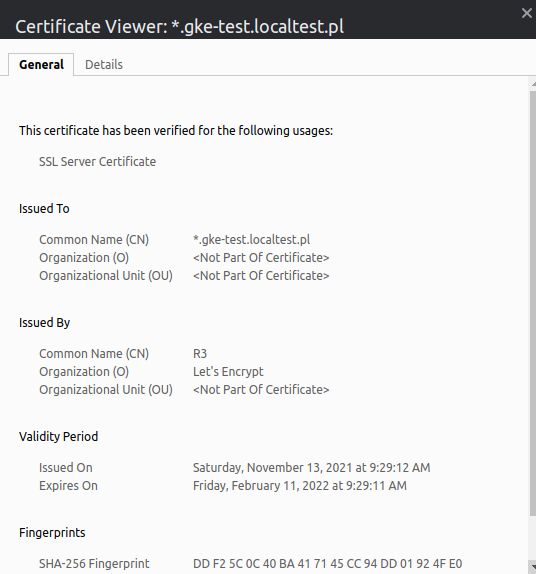 Certificate Viewer: *.gke-test.localtest.pl
General Details
This certificate has been verified for the following usages:
SSL Server Certificate
Issued To
Common Name (CN) *.gke-test.localtest.pl
Organization (O) <Not Part Of Certificate>
Organizational Unit (OU) <Not Part Of Certificate>
Issued By
Common Name (CN) R3
Organization (O) Let's Encrypt
Organizational Unit (OU) <Not Part Of Certificate>
Validity Period
Issued On Saturday, November 13, 2021 at 9:29:12 AM
Expires On Friday, February 11, 2022 at 9:29:11 AM
Fingerprints
SHA-256 Fingerprint DD F2 5C 0C 40 BA 41 71 45 CC 94 DD 01 92 4F E0